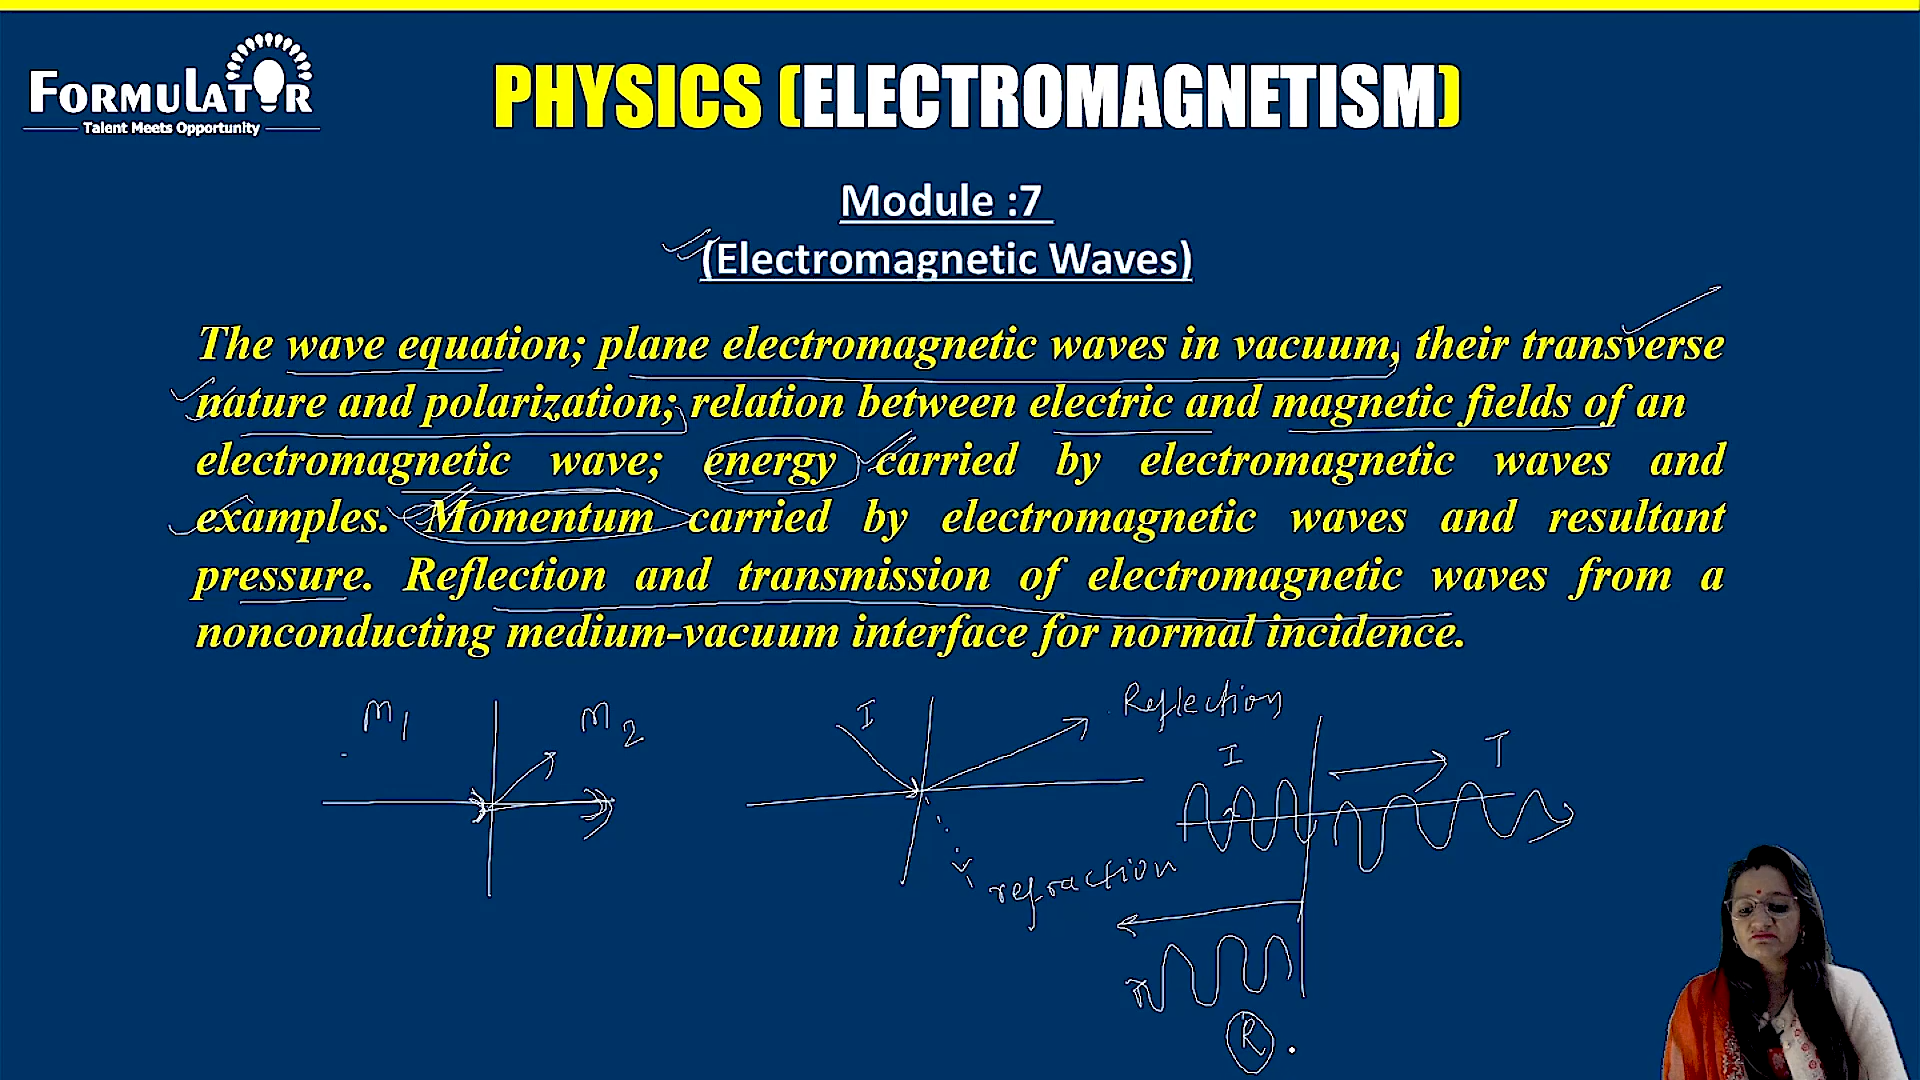 FORMULATOR
Talent Meets Opportunity
PHYSICS (ELECTROMAGNETISM)
Module :7
(Electromagnetic Waves)
The wave equation; plane electromagnetic waves in vacuum, their transverse
nature and polarization; relation between electric and magnetic fields of an
electromagnetic wave; energy carried by electromagnetic waves and
examples. Momentum carried by electromagnetic waves and resultant
pressure. Reflection and transmission of electromagnetic waves from a
nonconducting medium-vacuum interface for normal incidence.
M1
M2
I
Reflection
refraction
I
T
R